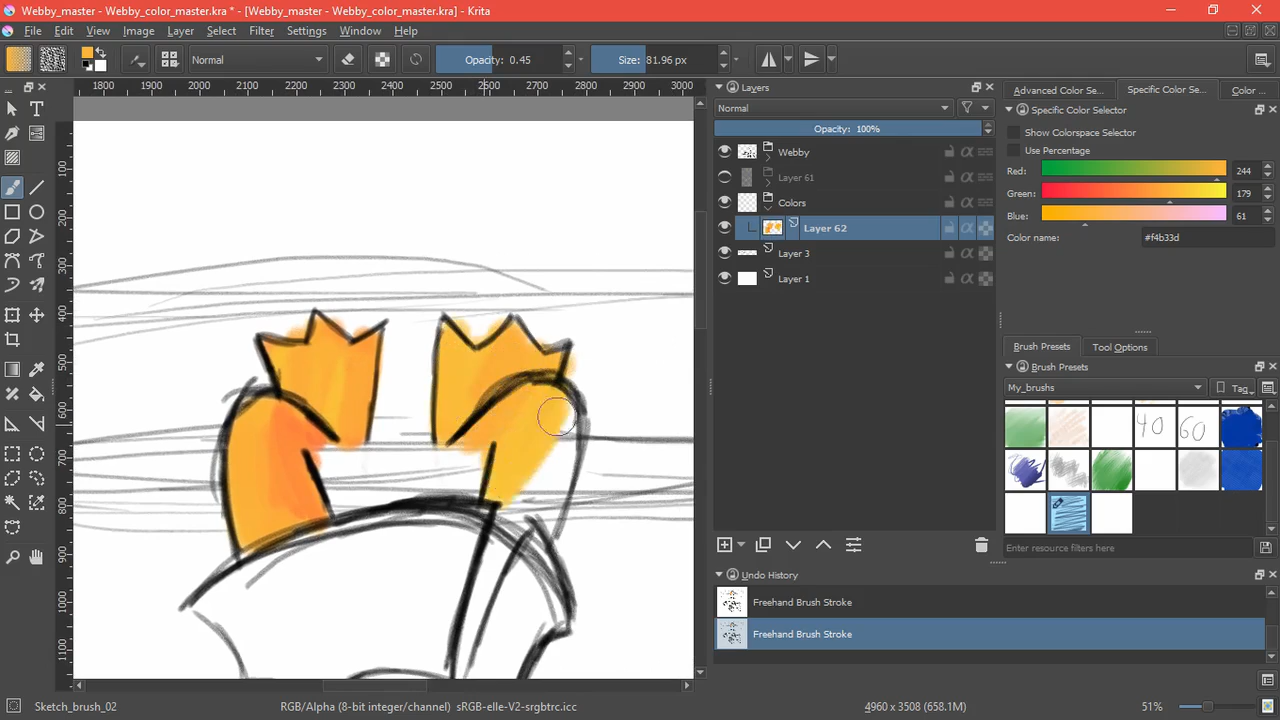 Webby_master - Webby_color_master.kra * - [Webby_master - Webby_color_master.kra] - Krita
File Edit View Image Layer Select Filter Settings Window Help
Normal Opacity: 0.45 Size: 81.96 px
1800 1900 2000 2100 2200 2300 2400 2500 2600 2700 2800 2900 3000
100
200
300
400
500
600
700
800
900
1000
1100
Layers
Normal
Opacity: 100%
Webby
Layer 61
Colors
Layer 62
Layer 3
Layer 1
Undo History
Freehand Brush Stroke
Freehand Brush Stroke
Advanced Color Se... Specific Color Se... Color ...
Specific Color Selector
Show Colorspace Selector
Use Percentage
Red: 244
Green: 179
Blue: 61
Color name: #f4b33d
Brush Presets Tool Options
Brush Presets
My_brushs Tag
40 60
Enter resource filters here
Sketch_brush_02 RGB/Alpha (8-bit integer/channel) sRGB-elle-V2-srgbtrc.icc 4960 x 3508 (658.1M) 51%